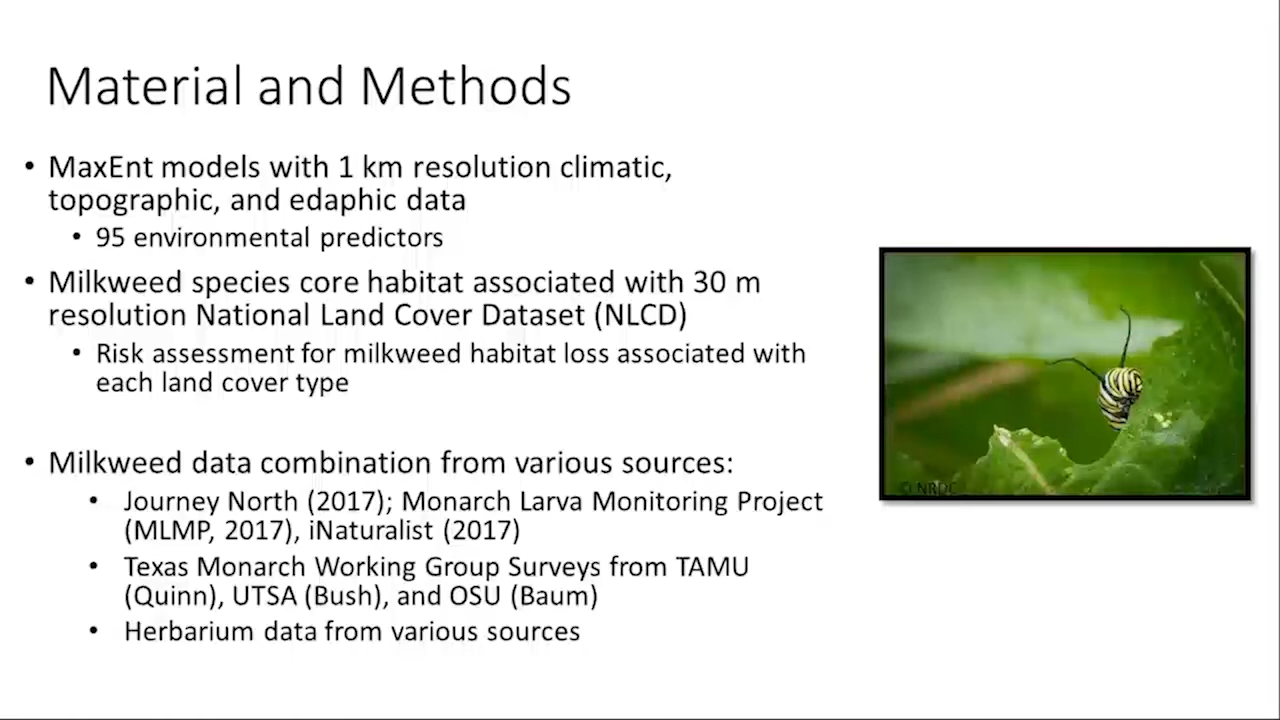 Material and Methods
• MaxEnt models with 1 km resolution climatic,
topographic, and edaphic data
• 95 environmental predictors
• Milkweed species core habitat associated with 30 m
resolution National Land Cover Dataset (NLCD)
• Risk assessment for milkweed habitat loss associated with
each land cover type
• Milkweed data combination from various sources:
• Journey North (2017); Monarch Larva Monitoring Project
(MLMP, 2017), iNaturalist (2017)
• Texas Monarch Working Group Surveys from TAMU
(Quinn), UTSA (Bush), and OSU (Baum)
• Herbarium data from various sources
© NRDC